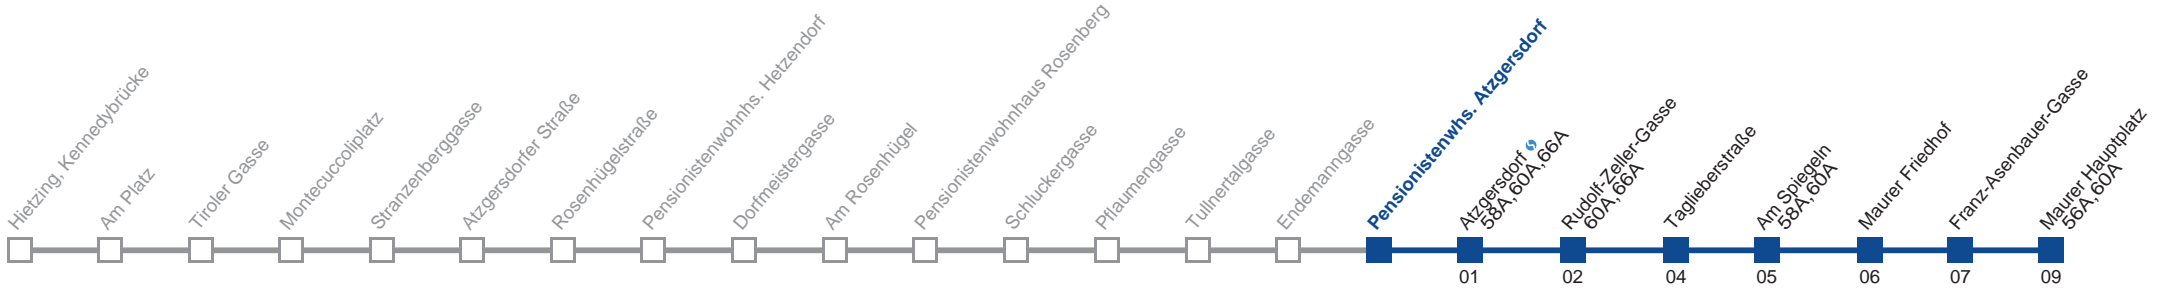 Hietzing, Kennedybrücke
Am Platz
Tiroler Gasse
Montecuccoliplatz
Stranzenberggasse
Atzgersdorfer Straße
Rosenhügelstraße
Pensionistenwohnhs. Hetzendorf
Dorfmeistergasse
Am Rosenhügel
Pensionistenwohnhaus Rosenberg
Schluckergasse
Pflaumengasse
Tullnertalgasse
Endemanngasse
Pensionistenwhs. Atzgersdorf
Atzgersdorf
58A,60A,66A
Rudolf-Zeller-Gasse
60A,66A
Taglieberstraße
Am Spiegeln
58A,60A
Maurer Friedhof
Franz-Asenbauer-Gasse
Maurer Hauptplatz
56A,60A
01 02 04 05 06 07 09